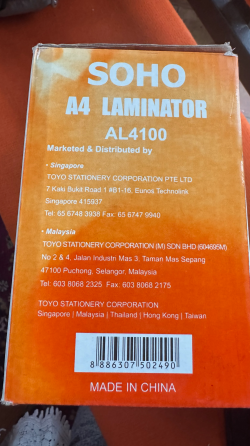 SOHO
A4 LAMINATOR
AL4100
Marketed & Distributed by
• Singapore
TOYO STATIONERY CORPORATION PTE LTD
7 Kaki Bukit Road 1 #B1-16, Eunos Technolink
Singapore 415937
Tel: 65 6748 3938 Fax: 65 6747 9940
• Malaysia
TOYO STATIONERY CORPORATION (M) SDN BHD (604695M)
No 2 & 4, Jalan Industri Mas 3, Taman Mas Sepang
47100 Puchong, Selangor, Malaysia
Tel: 603 8068 2325 Fax: 603 8068 2175
TOYO STATIONERY CORPORATION
Singapore | Malaysia | Thailand | Hong Kong | Taiwan
8 886307 502490
MADE IN CHINA